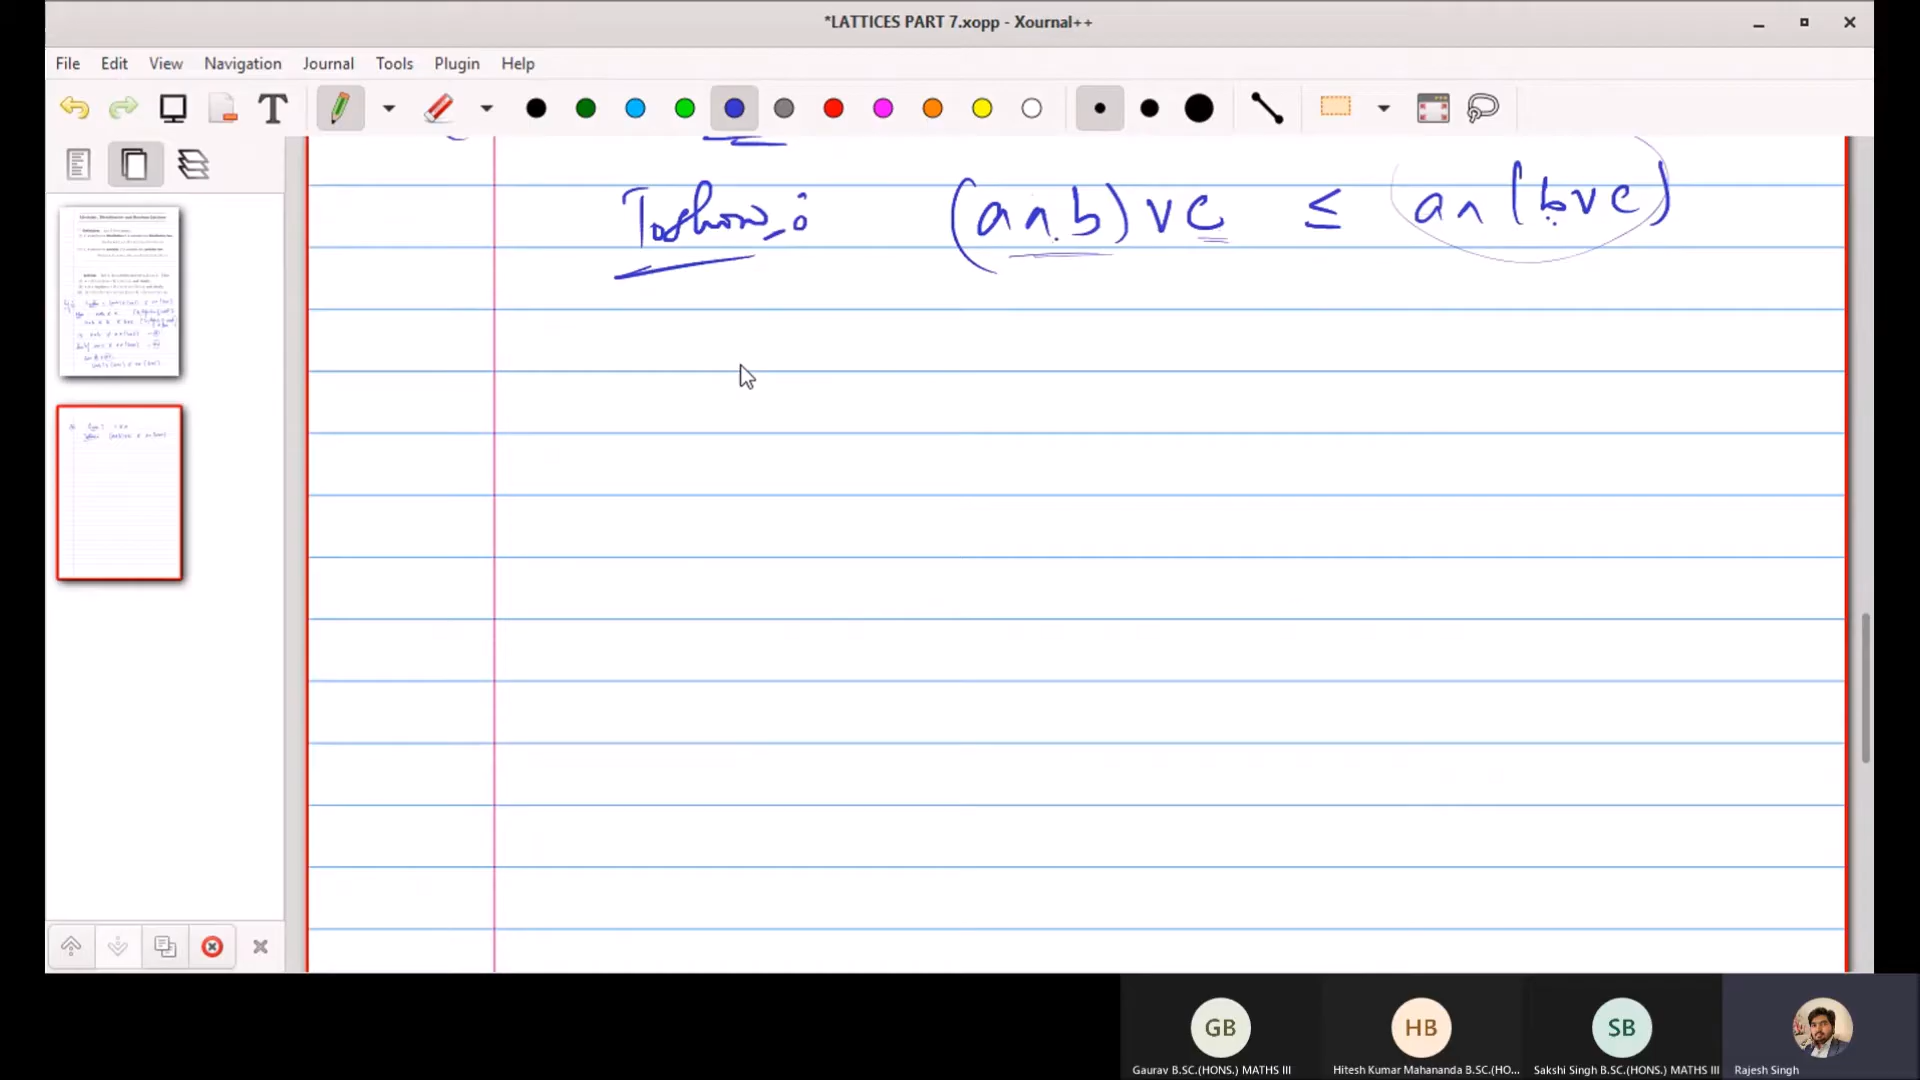 *LATTICES PART 7.xopp - Xournal++
File Edit View Navigation Journal Tools Plugin Help
To show : (a ∧ b) ∨ c ≤ a ∧ (b ∨ c)
GB HB SB
Gaurav B.SC.(HONS.) MATHS III Hitesh Kumar Mahananda B.SC.(HO... Sakshi Singh B.SC.(HONS.) MATHS III Rajesh Singh